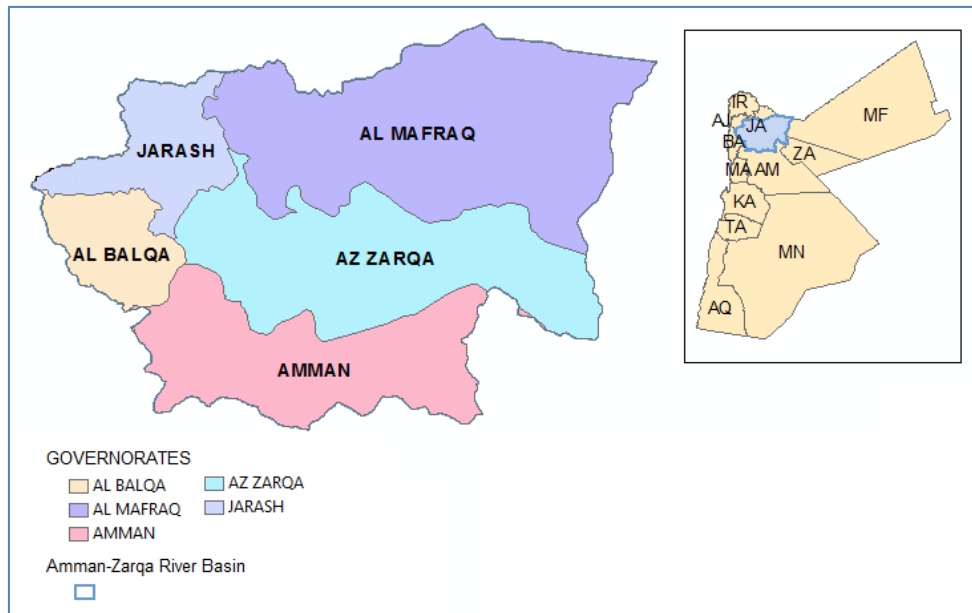 AL MAFRAQ
JARASH
AL BALQA
AZ ZARQA
AMMAN
IR
AJ
JA
MF
BA
ZA
MA
AM
KA
TA
MN
AQ
GOVERNORATES
AL BALQA
AZ ZARQA
AL MAFRAQ
JARASH
AMMAN
Amman-Zarqa River Basin